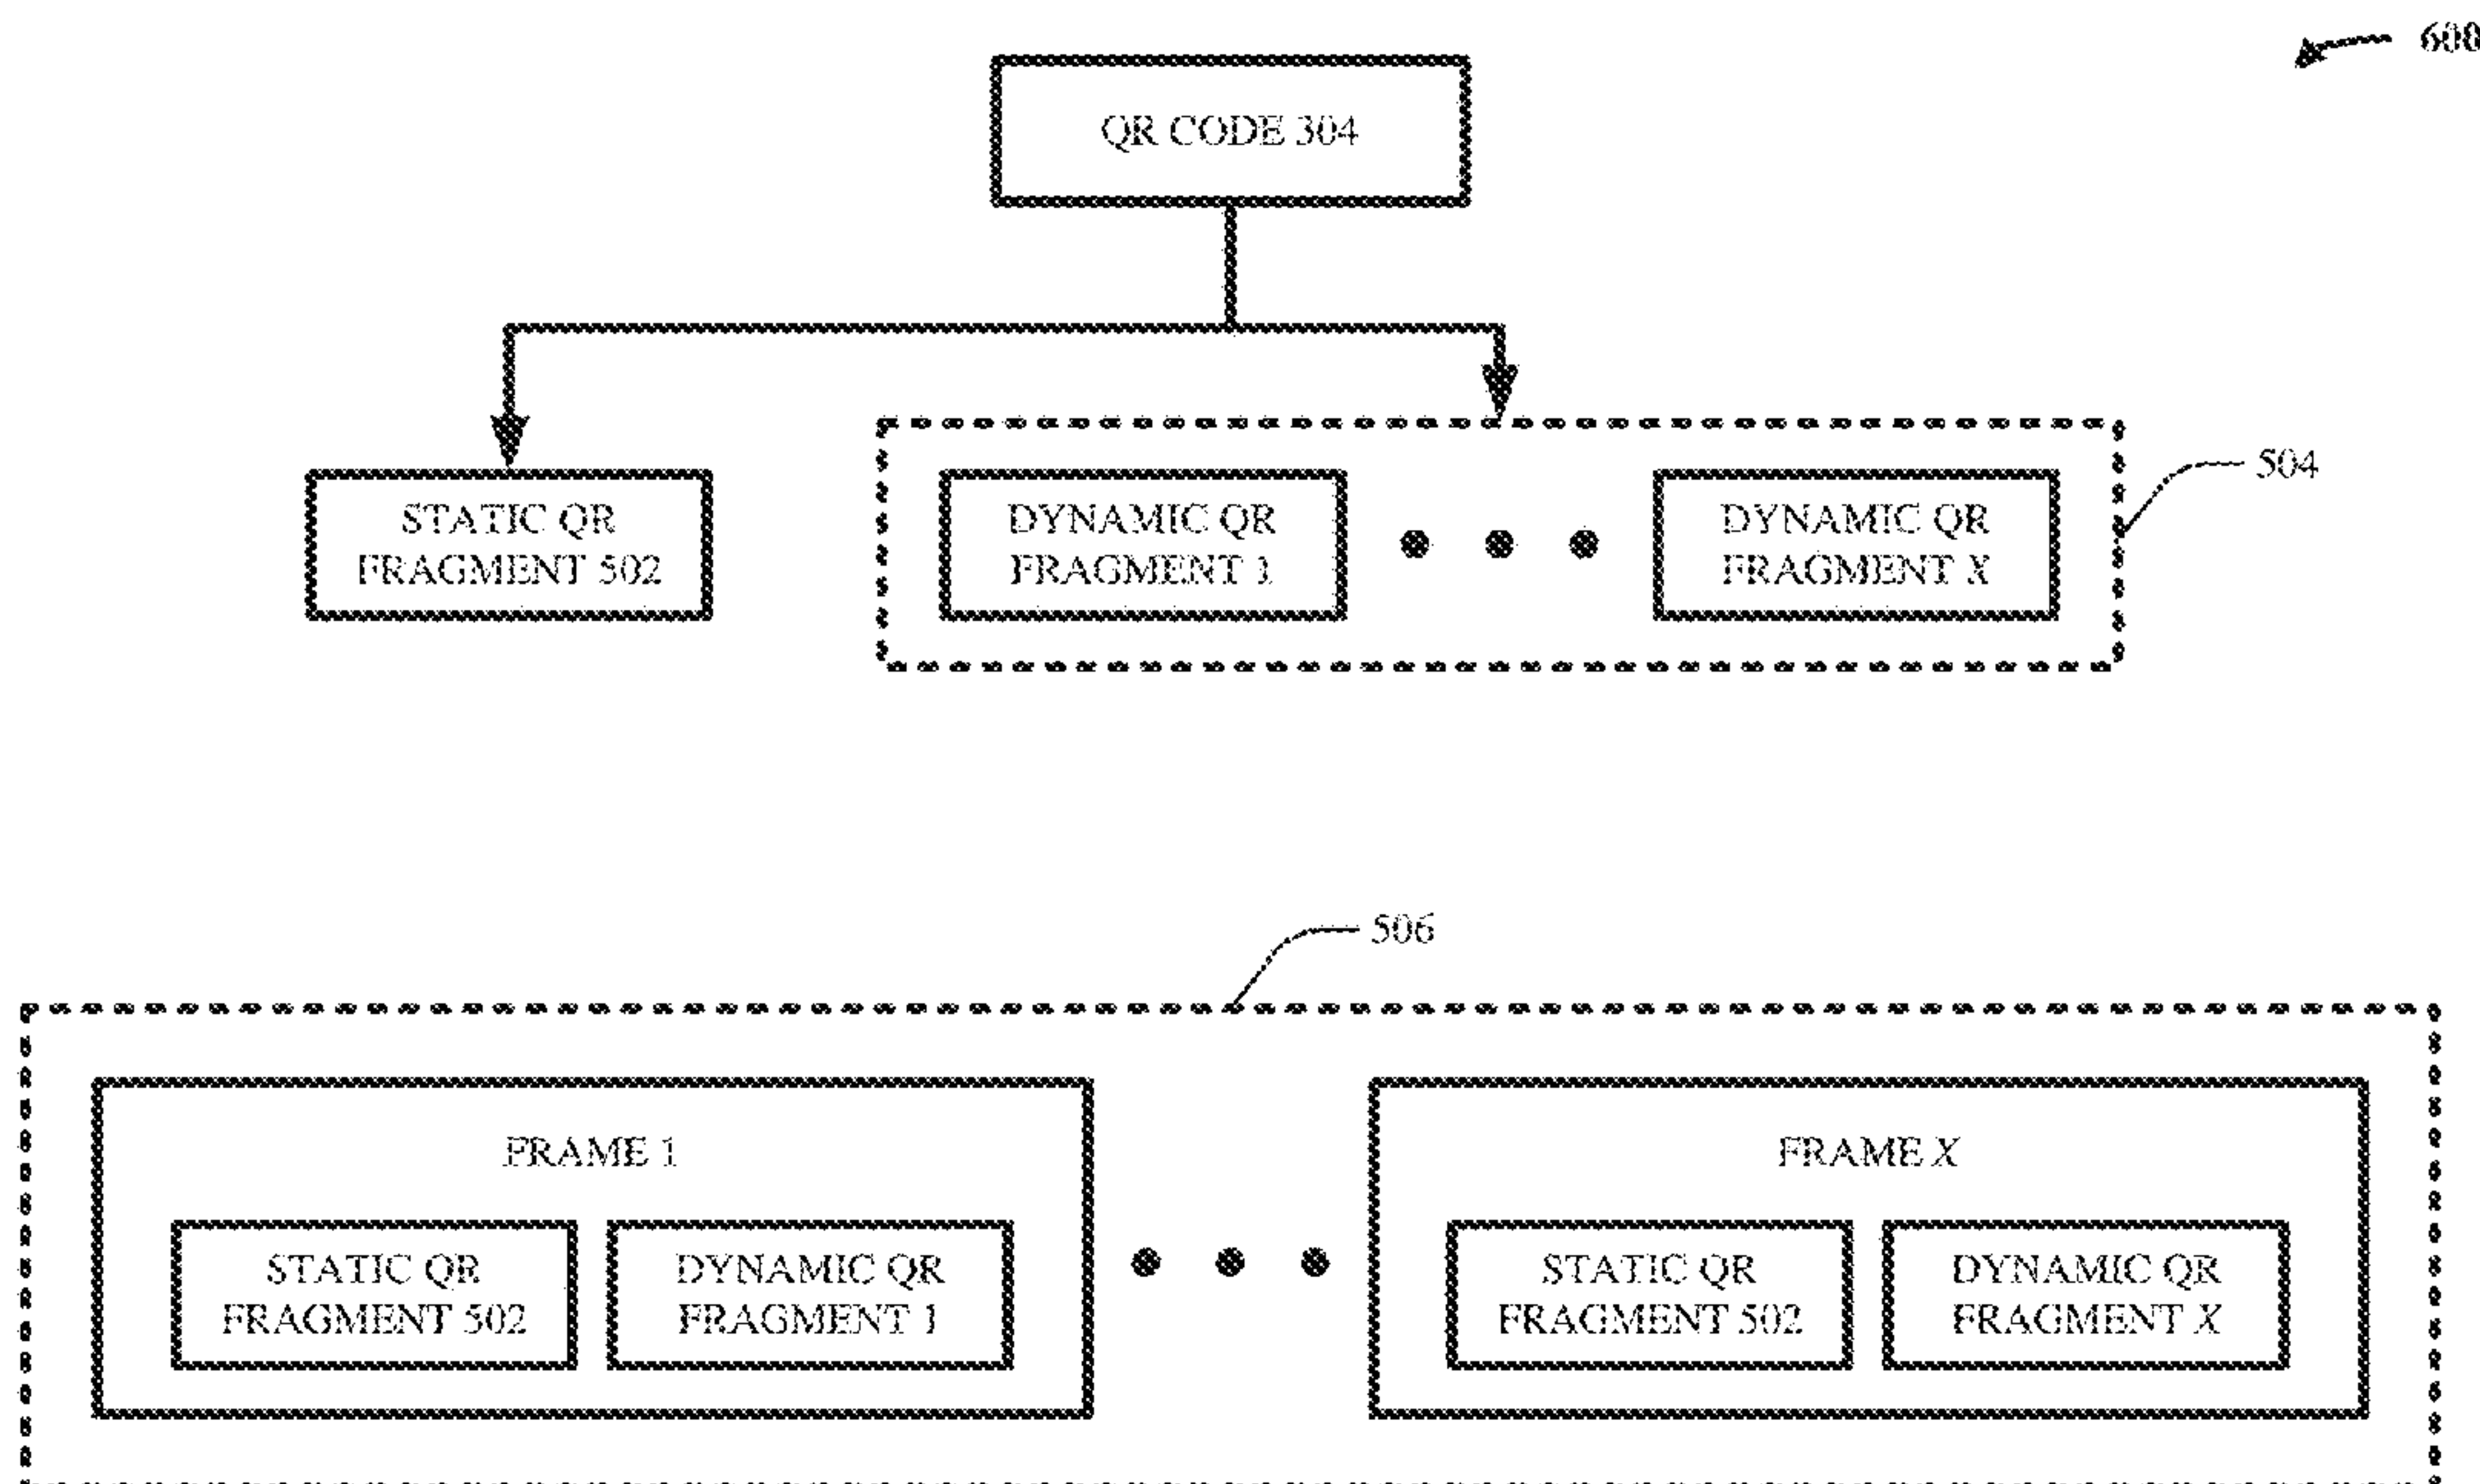 600
QR CODE 304
504
STATIC QR
FRAGMENT 502
DYNAMIC QR
FRAGMENT 1
DYNAMIC QR
FRAGMENT X
506
FRAME 1
FRAME X
STATIC QR
FRAGMENT 502
DYNAMIC QR
FRAGMENT 1
STATIC QR
FRAGMENT 502
DYNAMIC QR
FRAGMENT X